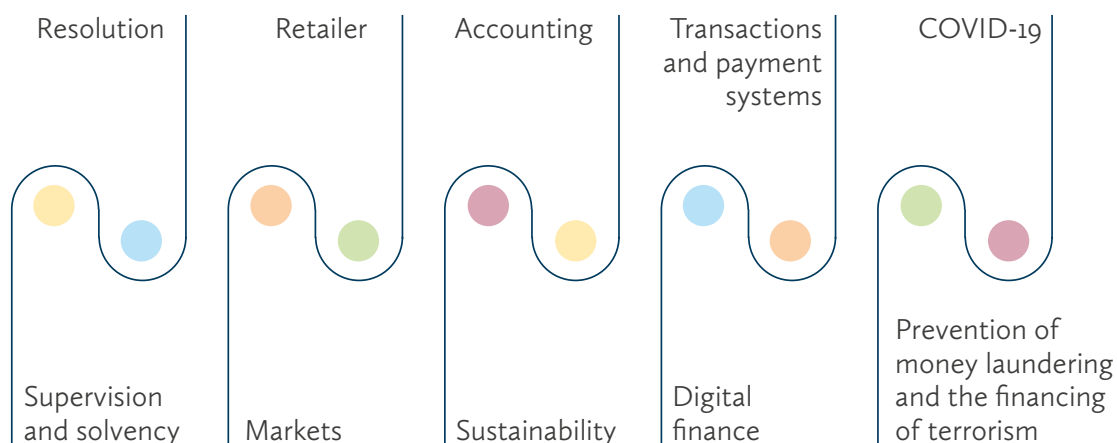 Resolution
Retailer
Accounting
Transactions
and payment
systems
COVID-19
Supervision
and solvency
Markets
Sustainability
Digital
finance
Prevention of
money laundering
and the financing
of terrorism